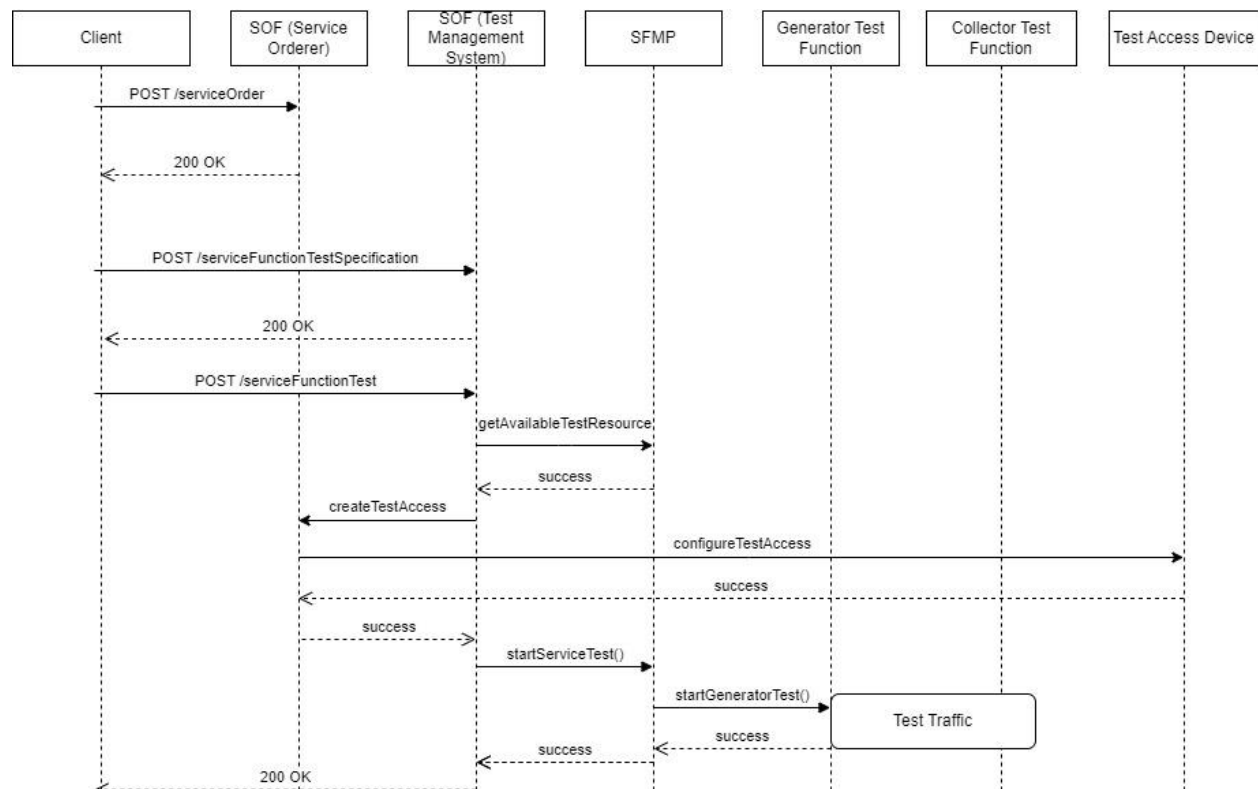 Client
SOF (Service
Orderer)
SOF (Test
Management
System)
SFMP
Generator Test
Function
Collector Test
Function
Test Access Device
POST /serviceOrder
200 OK
POST /serviceFunctionTestSpecification
200 OK
POST /serviceFunctionTest
getAvailableTestResource
success
createTestAccess
configureTestAccess
success
success
startServiceTest()
startGeneratorTest()
Test Traffic
success
success
200 OK